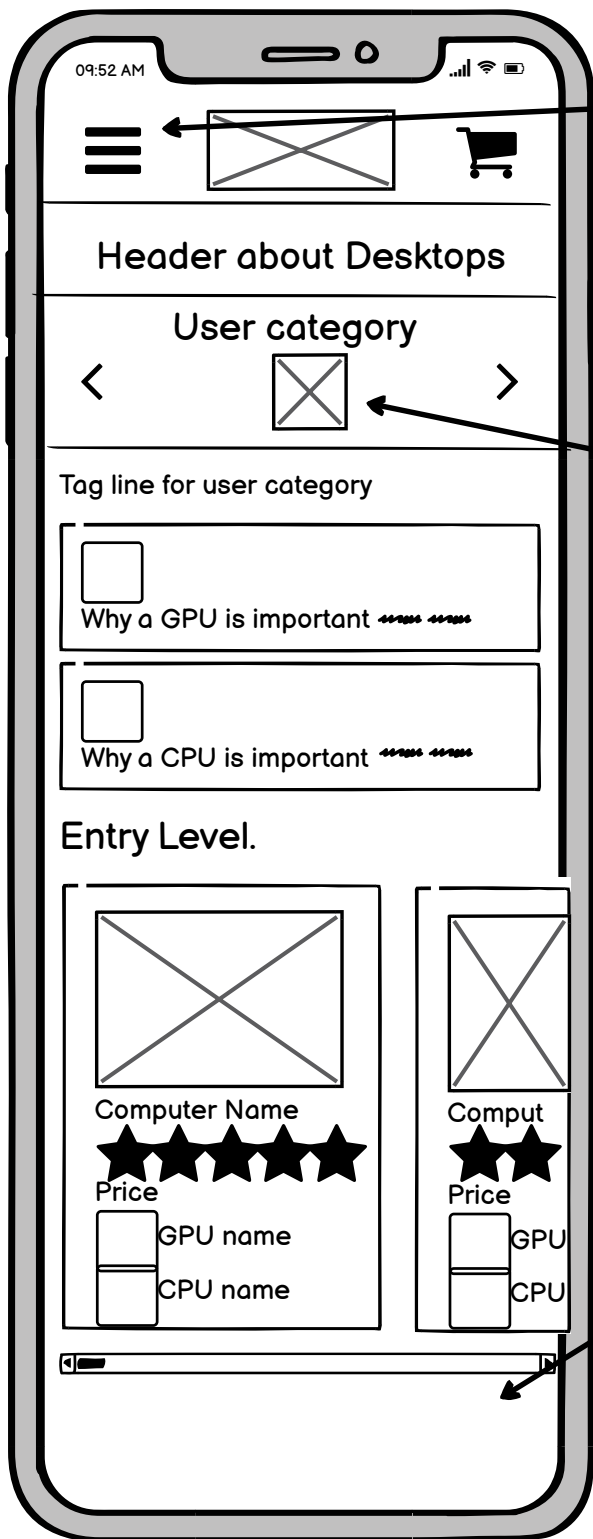 09:52 AM
Header about Desktops
User category
Tag line for user category
Why a GPU is important
Why a CPU is important
Entry Level.
Computer Name
Price
GPU name
CPU name
Comput
Price
GPU
CPU